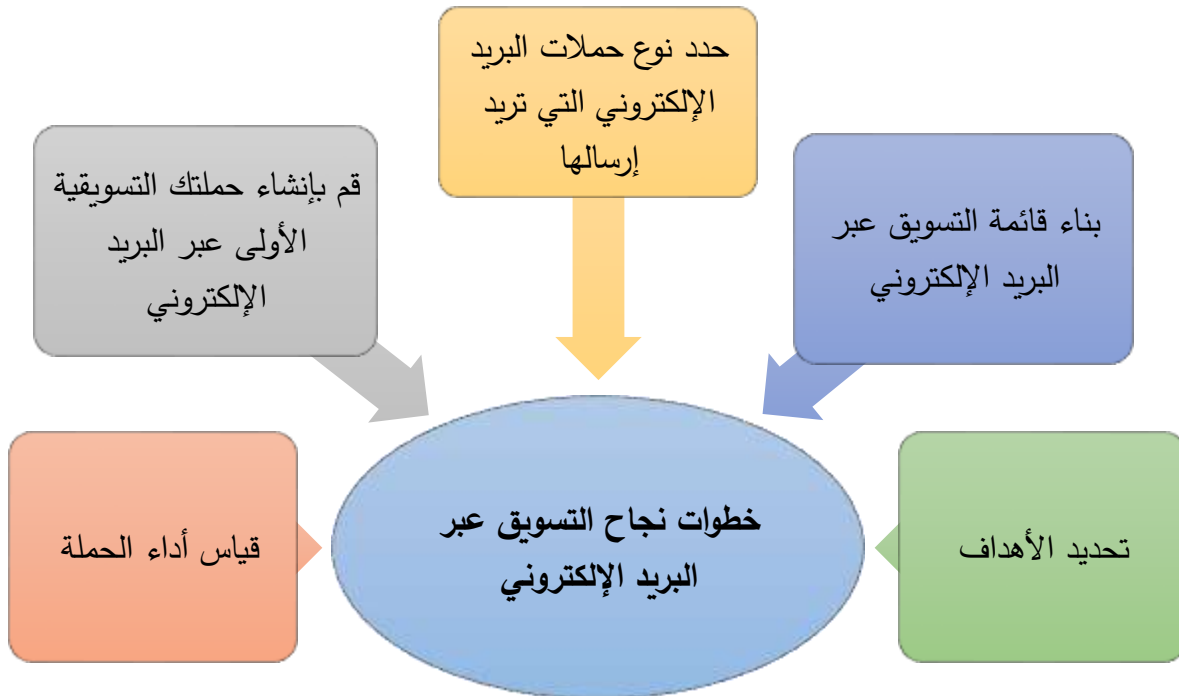 حدد نوع حملات البريد
الإلكتروني التي تريد
إرسالها
بناء قائمة التسويق عبر
البريد الإلكتروني
قم بإنشاء حملتك التسويقية
الأولى عبر البريد
الإلكتروني
تحديد الأهداف
خطوات نجاح التسويق عبر
البريد الإلكتروني
قياس أداء الحملة